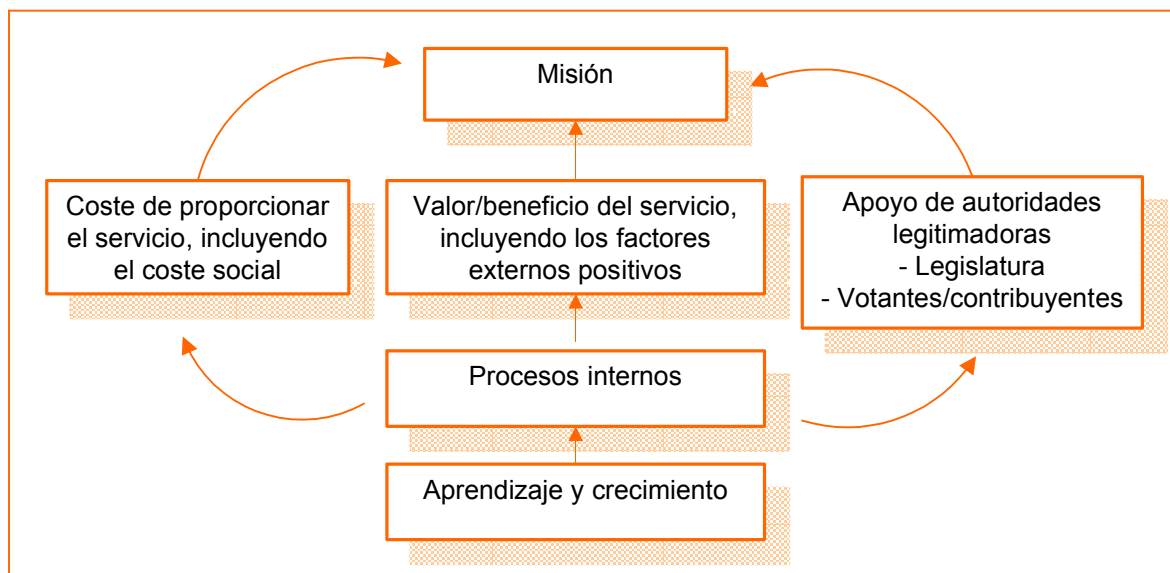 Misión
Coste de proporcionar
el servicio, incluyendo
el coste social
Valor/beneficio del servicio,
incluyendo los factores
externos positivos
Apoyo de autoridades
legitimadoras
- Legislatura
- Votantes/contribuyentes
Procesos internos
Aprendizaje y crecimiento